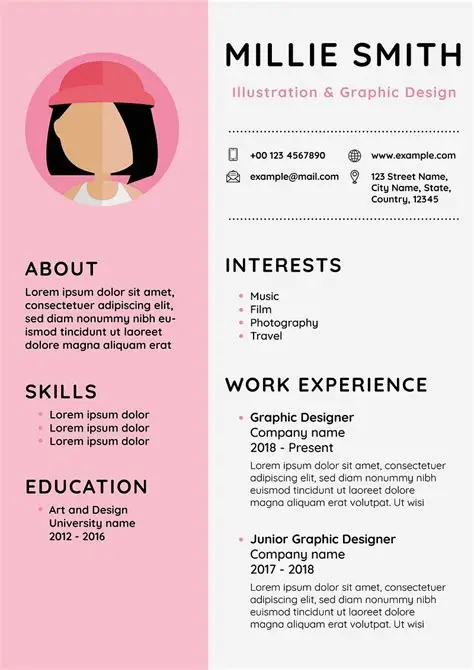 MILLIE SMITH
Illustration & Graphic Design
+00 123 4567890
www.example.com
example@mail.com
123 Street Name,
City Name, State,
Country, 12345
ABOUT
Lorem ipsum dolor sit amet,
consectetuer adipiscing elit,
sed diam nonummy nibh eu-
ismod tincidunt ut laoreet
dolore magna aliquam erat
SKILLS
Lorem ipsum dolor
Lorem ipsum dolor
Lorem ipsum dolor
EDUCATION
Art and Design
University name
2012 - 2016
INTERESTS
Music
Film
Photography
Travel
WORK EXPERIENCE
Graphic Designer
Company name
2018 - Present
Lorem ipsum dolor sit amet, consectetuer
adipiscing elit, sed diam nonummy nibh
euismod tincidunt ut laoreet dolore
magna aliquam erat volutpat. Ut wisi
Junior Graphic Designer
Company name
2017 - 2018
Lorem ipsum dolor sit amet, consectetuer
adipiscing elit, sed diam nonummy nibh
euismod tincidunt ut laoreet dolore
magna aliquam erat volutpat. Ut wisi